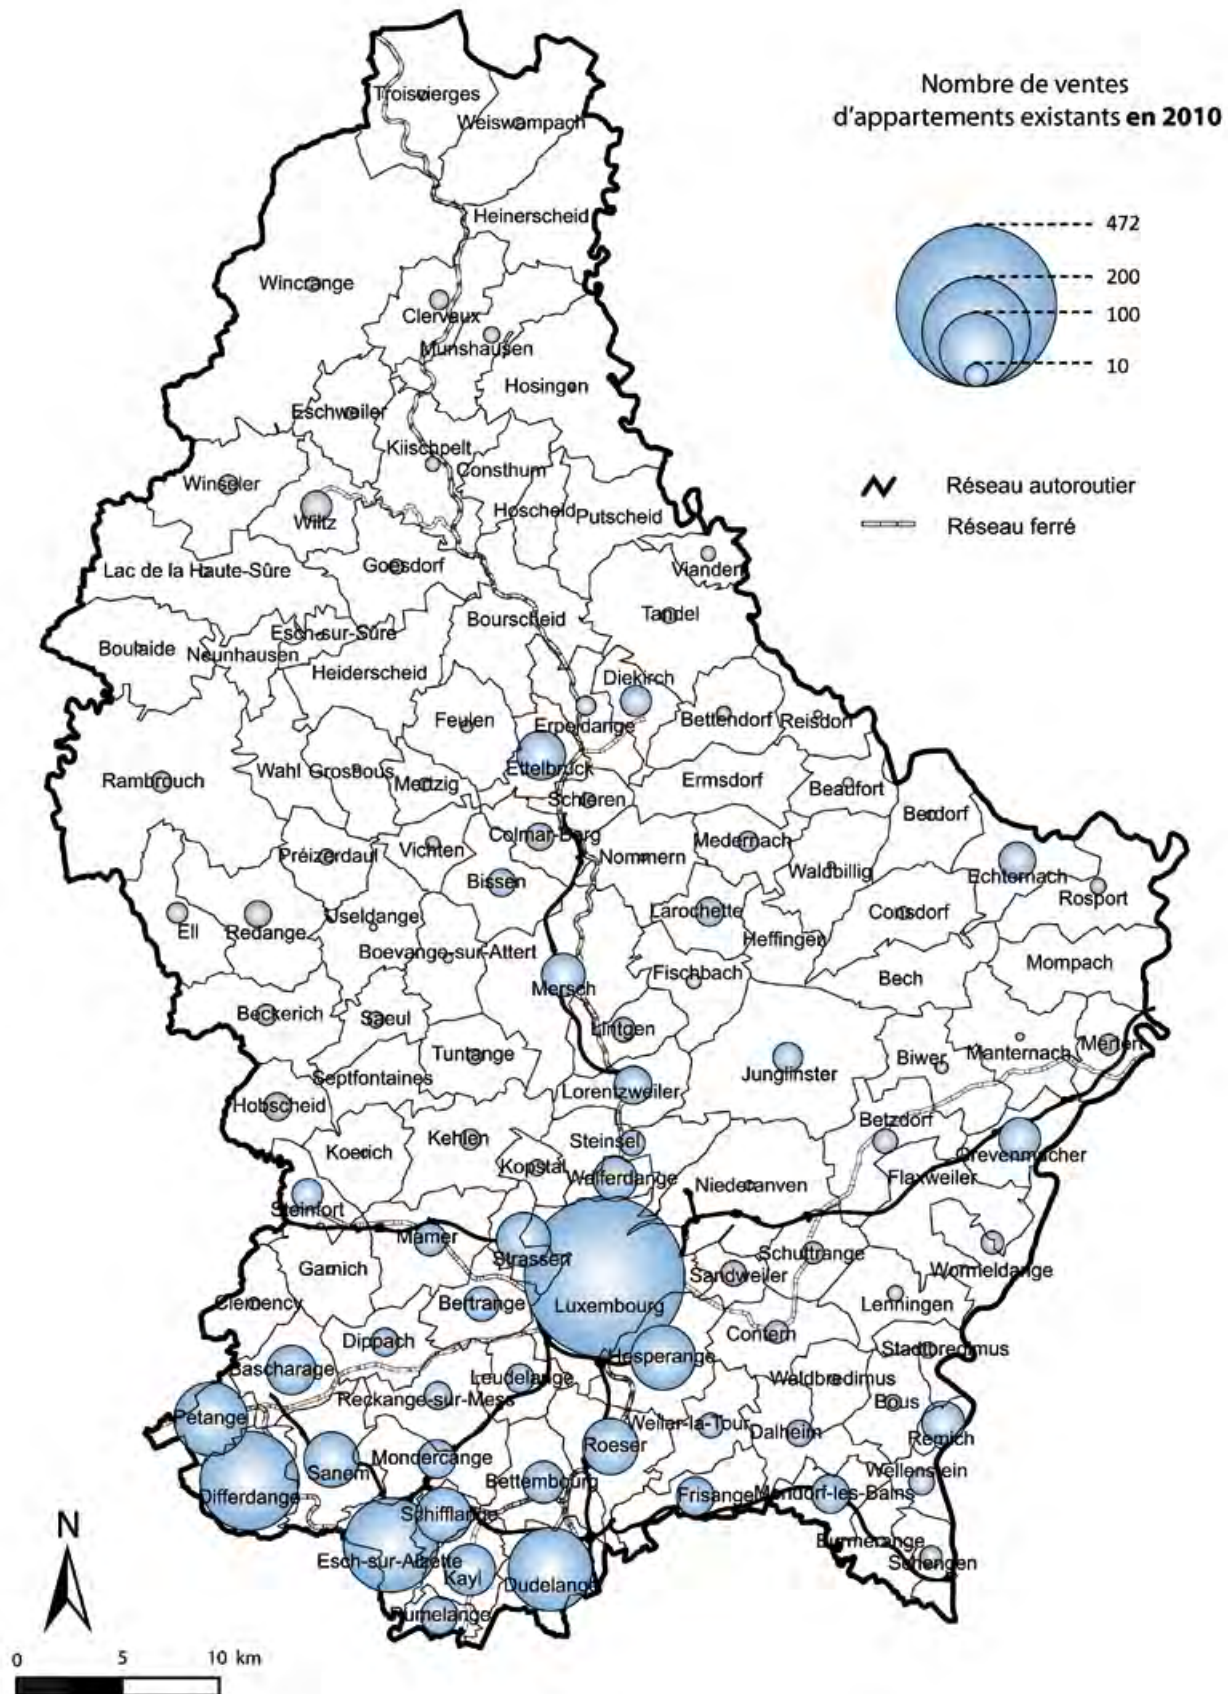 Nombre de ventes
d'appartements existants en 2010
472
200
100
10
Réseau autoroutier
Réseau ferré
Troisvierges
Weiswampach
Heinerscheid
Wincrange
Clervaux
Munshausen
Hosingen
Eschweiler
Kiischpelt
Consthum
Winseler
Wiltz
Hoscheid
Putscheid
Vianden
Lac de la Haute-Sûre
Goesdorf
Tandel
Bourscheid
Esch-sur-Sûre
Boulaide
Neunhausen
Heiderscheid
Diekirch
Feulen
Erpeldange
Bettendorf
Reisdorf
Ettelbruck
Rambrouch
Wahl
Grosbous
Mertzig
Ermsdorf
Beaufort
Schieren
Berdorf
Colmar-Berg
Medernach
Préizerdaul
Vichten
Nommern
Waldbillig
Echternach
Bissen
Rosport
Larochette
Consdorf
Useldange
Ell
Redange
Heffingen
Boevange-sur-Attert
Mompach
Fischbach
Bech
Mersch
Beckerich
Saeul
Lintgen
Mertert
Manternach
Tuntange
Biwer
Junglinster
Septfontaines
Lorentzweiler
Hobscheid
Betzdorf
Kehlen
Steinsel
Koerich
Grevenmacher
Kopstal
Walferdange
Flaxweiler
Niederanven
Steinfort
Mamer
Strassen
Schuttrange
Garnich
Sandweiler
Wormeldange
Clemency
Bertrange
Luxembourg
Lenningen
Contern
Dippach
Stadtbredimus
Hesperange
Bascharage
Leudelange
Waldbredimus
Reckange-sur-Mess
Bous
Pétange
Weiler-la-Tour
Dalheim
Remich
Roeser
Mondercange
Sanem
Wellenstein
Bettembourg
Differdange
Frisange
Mondorf-les-Bains
Schifflange
Burmerange
Esch-sur-Alzette
Schengen
Kayl
Dudelange
Rumelange
N
0 5 10 km